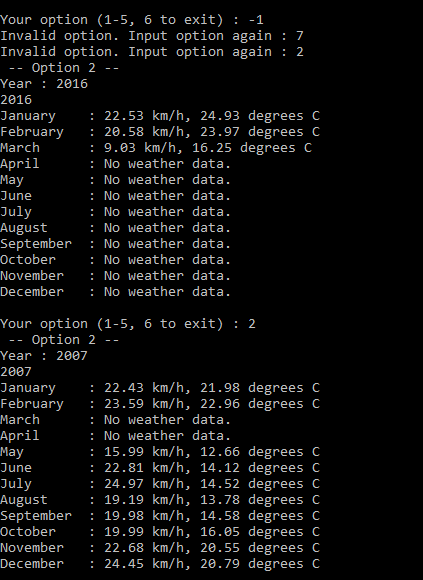 Your option (1-5, 6 to exit) : -1
Invalid option. Input option again : 7
Invalid option. Input option again : 2
 -- Option 2 --
Year : 2016
2016
January    : 22.53 km/h, 24.93 degrees C
February   : 20.58 km/h, 23.97 degrees C
March      : 9.03 km/h, 16.25 degrees C
April      : No weather data.
May        : No weather data.
June       : No weather data.
July       : No weather data.
August     : No weather data.
September  : No weather data.
October    : No weather data.
November   : No weather data.
December   : No weather data.

Your option (1-5, 6 to exit) : 2
 -- Option 2 --
Year : 2007
2007
January    : 22.43 km/h, 21.98 degrees C
February   : 23.59 km/h, 22.96 degrees C
March      : No weather data.
April      : No weather data.
May        : 15.99 km/h, 12.66 degrees C
June       : 22.81 km/h, 14.12 degrees C
July       : 24.97 km/h, 14.52 degrees C
August     : 19.19 km/h, 13.78 degrees C
September  : 19.98 km/h, 14.58 degrees C
October    : 19.99 km/h, 16.05 degrees C
November   : 22.68 km/h, 20.55 degrees C
December   : 24.45 km/h, 20.79 degrees C